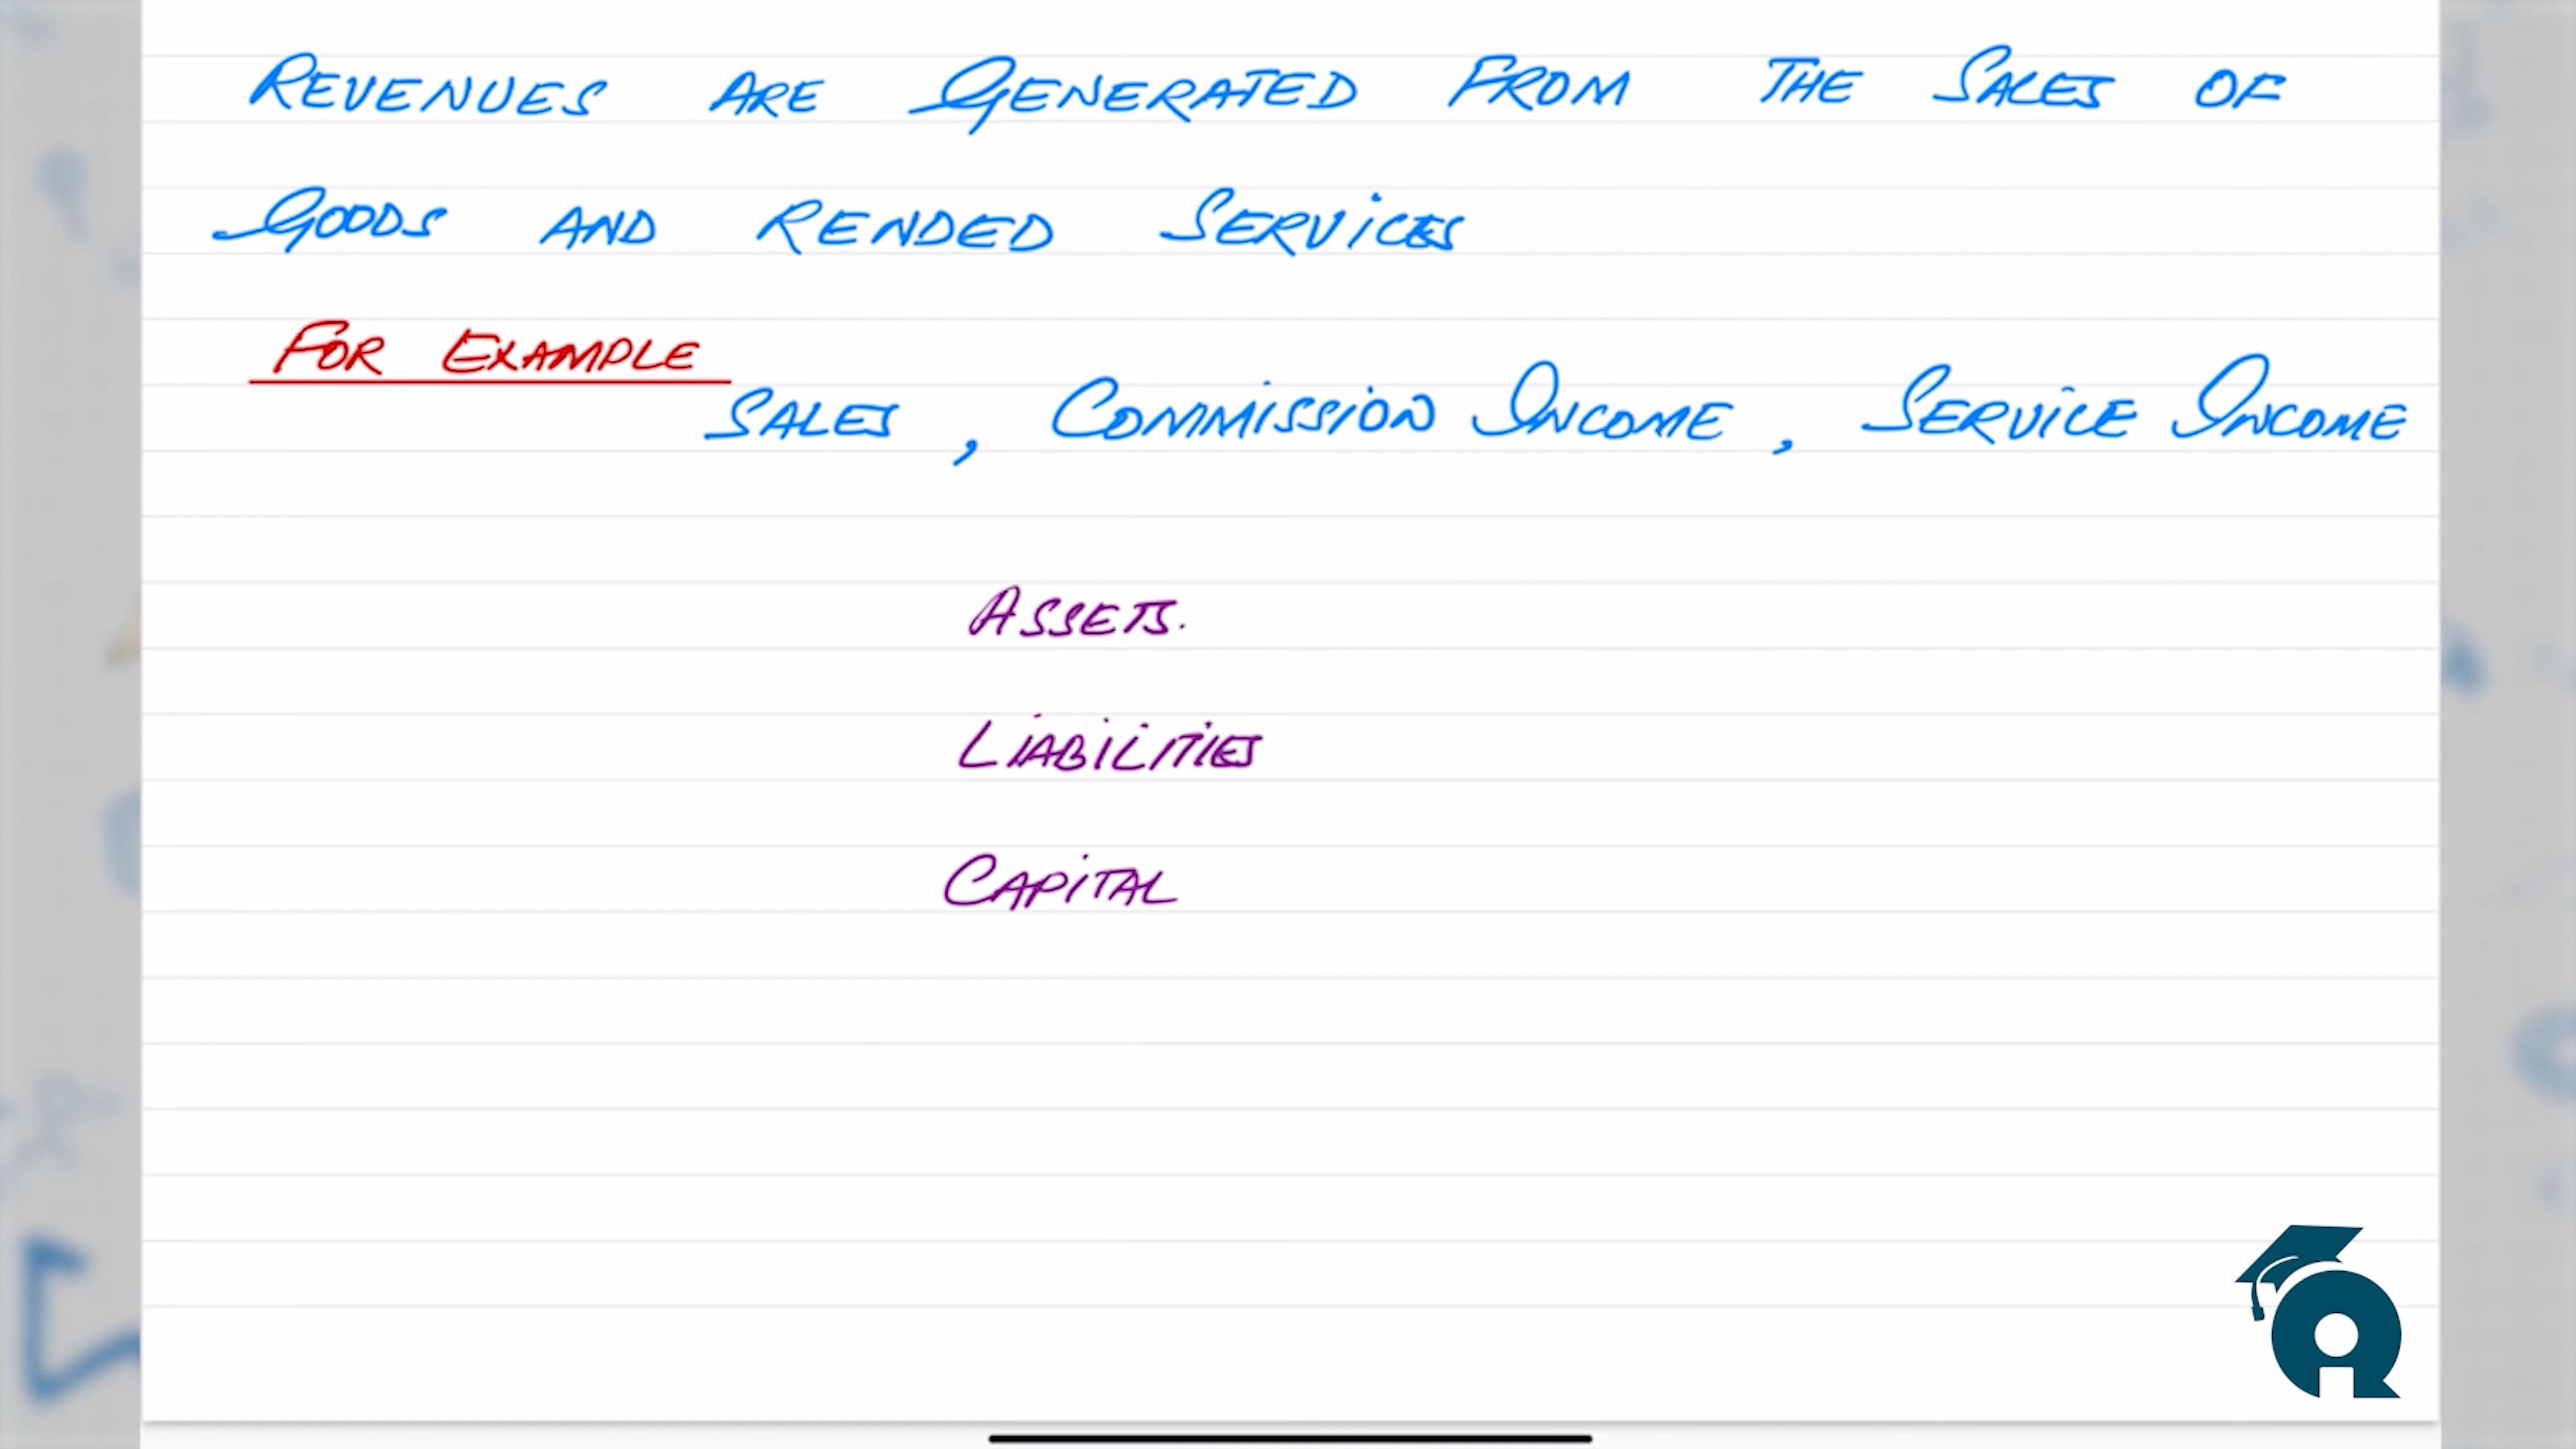 REVENUES ARE GENERATED FROM THE SALES OF
GOODS AND RENDED SERVICES
FOR EXAMPLE
SALES, COMMISSION INCOME, SERVICE INCOME
ASSETS.
LIABILITIES
CAPITAL